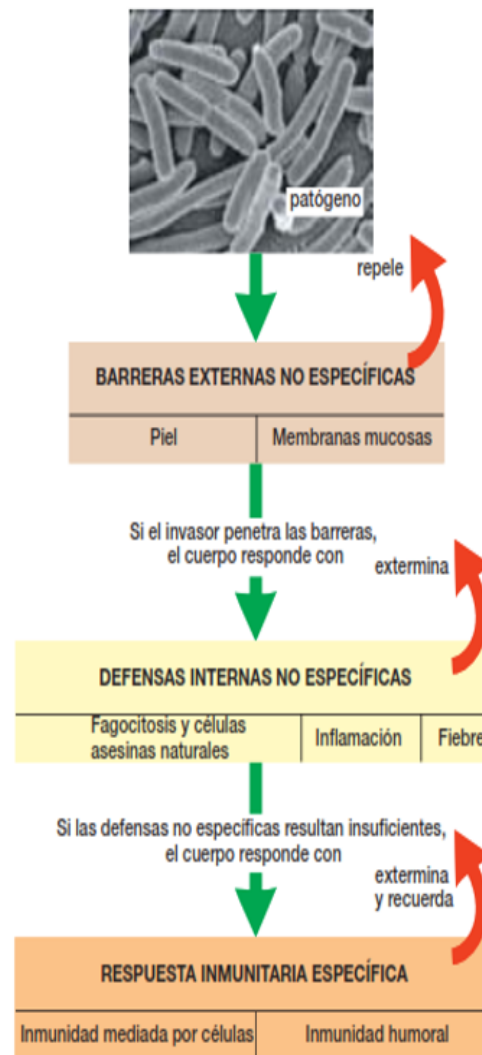 patógeno
repele
BARRERAS EXTERNAS NO ESPECÍFICAS
Piel
Membranas mucosas
Si el invasor penetra las barreras,
el cuerpo responde con
extermina
DEFENSAS INTERNAS NO ESPECÍFICAS
Fagocitosis y células
asesinas naturales
Inflamación
Fiebre
Si las defensas no específicas resultan insuficientes,
el cuerpo responde con
extermina
y recuerda
RESPUESTA INMUNITARIA ESPECÍFICA
Inmunidad mediada por células
Inmunidad humoral